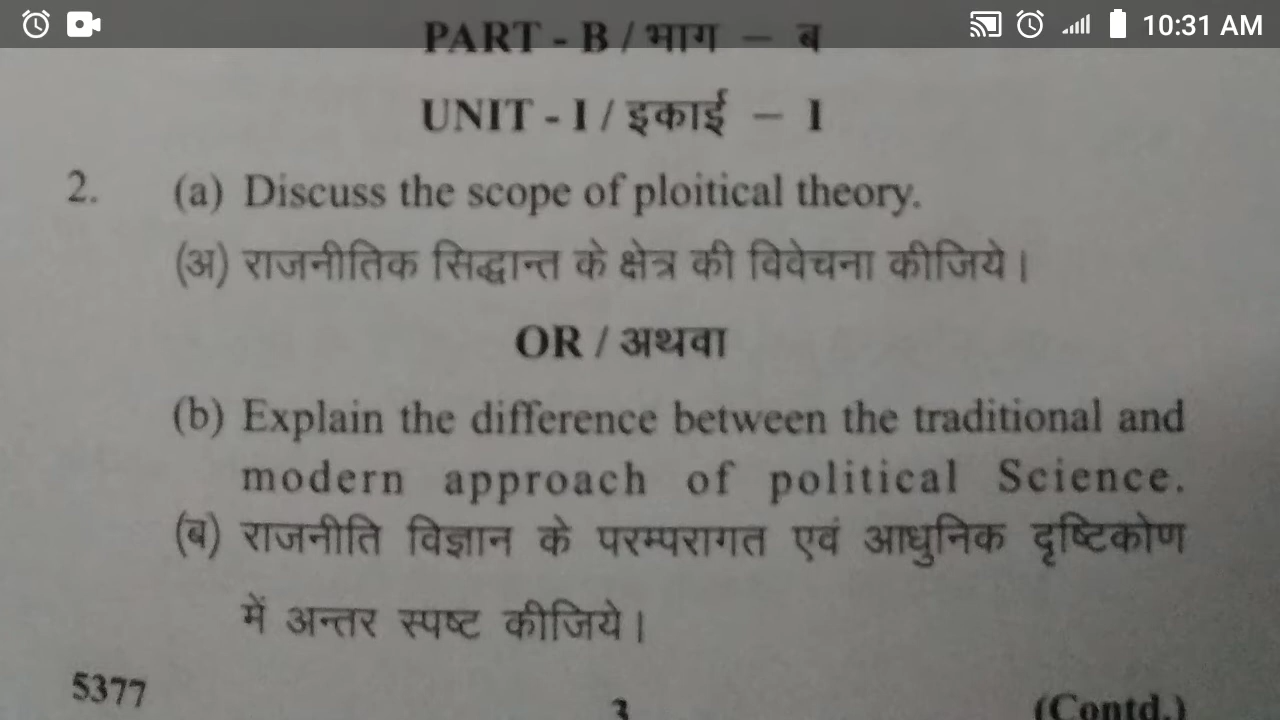 10:31 AM
PART - B / भाग – ब
UNIT - I / इकाई – I
2. (a) Discuss the scope of ploitical theory.
(अ) राजनीतिक सिद्धान्त के क्षेत्र की विवेचना कीजिये।
OR / अथवा
(b) Explain the difference between the traditional and
modern approach of political Science.
(ब) राजनीति विज्ञान के परम्परागत एवं आधुनिक दृष्टिकोण
में अन्तर स्पष्ट कीजिये।
5377 3 (Contd.)